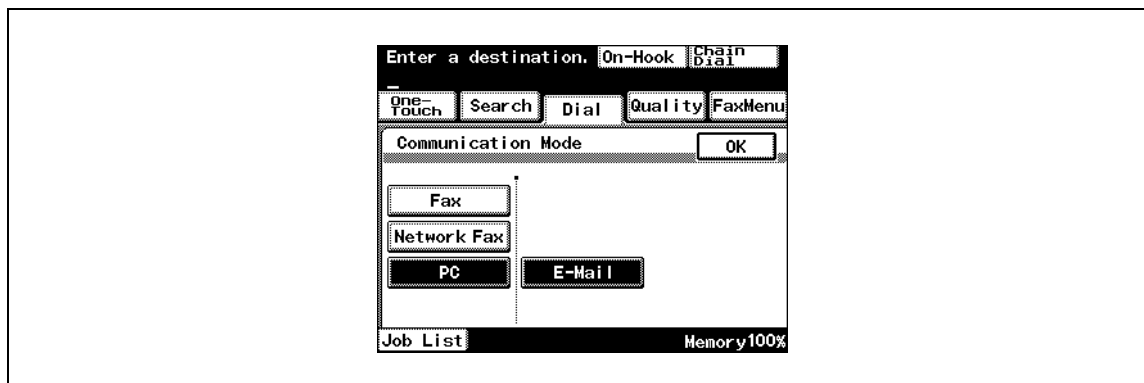 Enter a destination. On-Hook Chain Dial
One-Touch Search Dial Quality FaxMenu
Communication Mode OK
Fax
Network Fax
PC E-Mail
Job List Memory100%